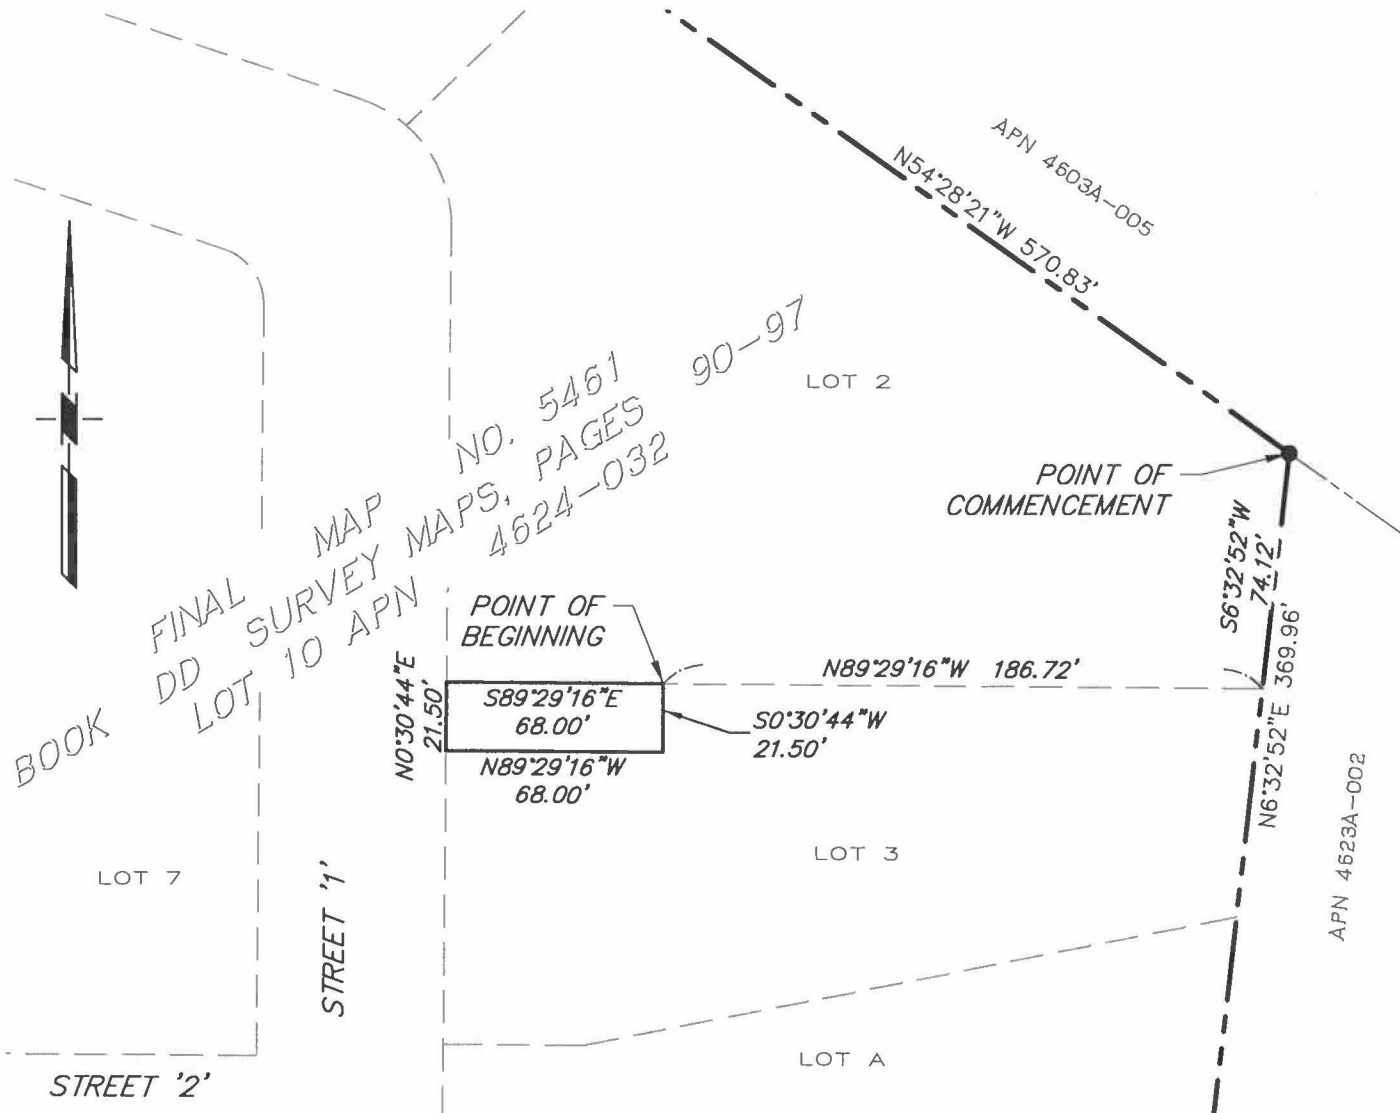 APN 4603A-005
N54°28'21"W 570.83'
FINAL MAP NO. 5461
BOOK DD SURVEY MAPS, PAGES 90-97
LOT 10 APN 4624-032
LOT 2
POINT OF
COMMENCEMENT
S6°32'52"W
74.12'
N6°32'52"E 369.96'
POINT OF
BEGINNING
N89°29'16"W 186.72'
N0°30'44"E
21.50'
S89°29'16"E
68.00'
S0°30'44"W
21.50'
N89°29'16"W
68.00'
APN 4623A-002
LOT 3
LOT 7
STREET '1'
LOT A
STREET '2'